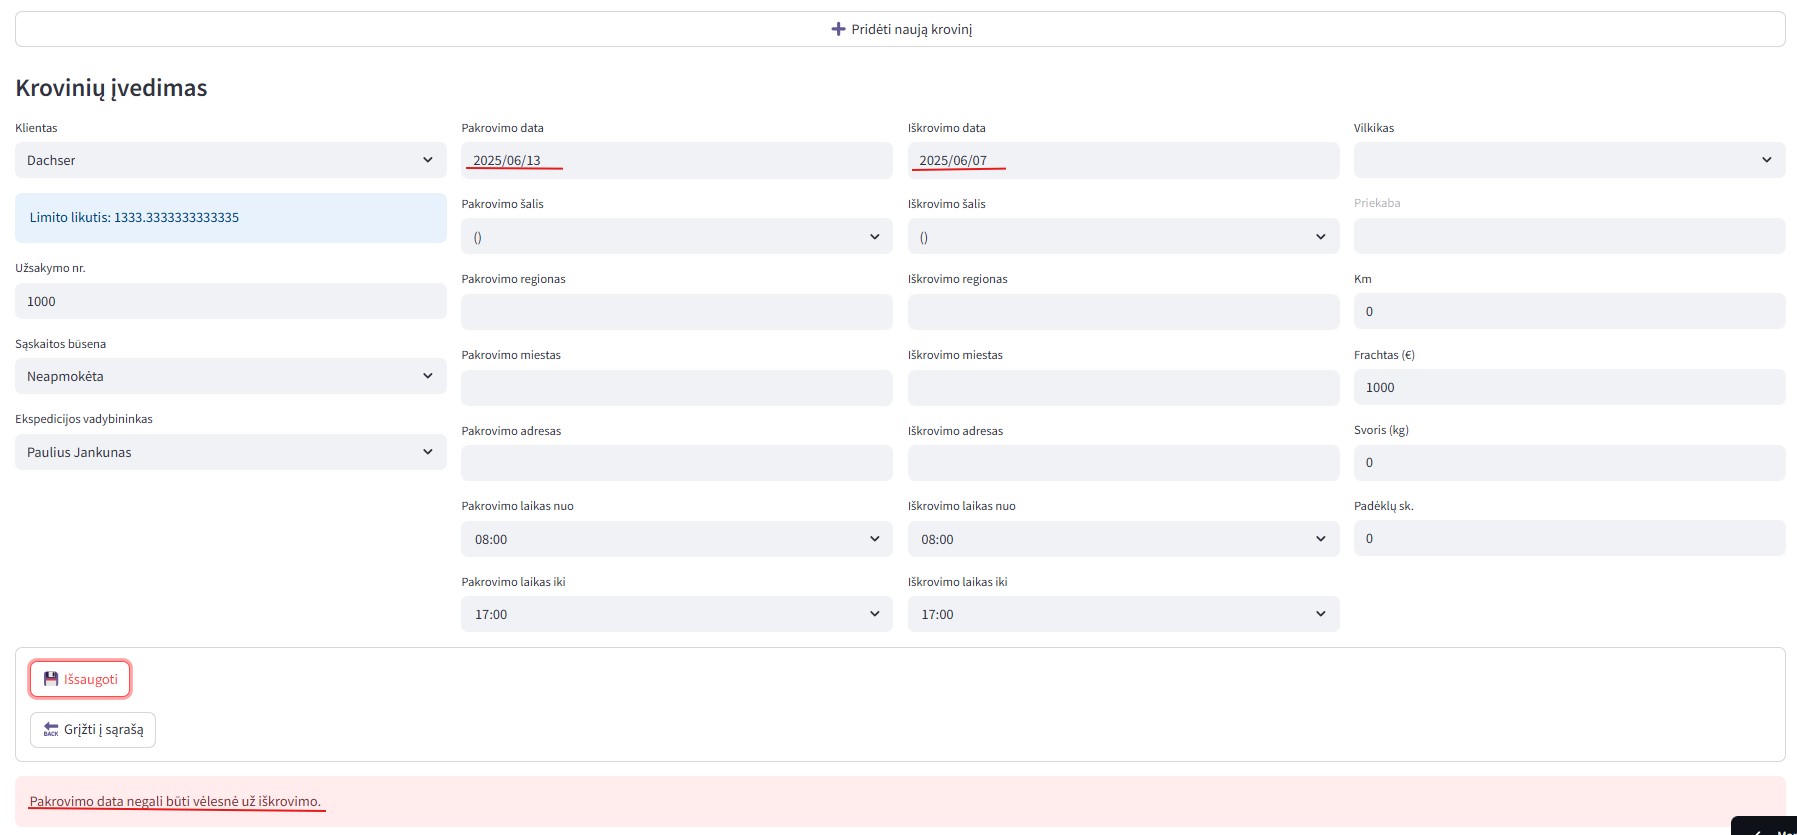 Pridėti naują krovinį
Krovinių įvedimas
Klientas
Dachser
Limito likutis: 1333.3333333333335
Užsakymo nr.
1000
Sąskaitos būsena
Neapmokėta
Ekspedicijos vadybininkas
Paulius Jankunas
Pakrovimo data
2025/06/13
Pakrovimo šalis
()
Pakrovimo regionas
Pakrovimo miestas
Pakrovimo adresas
Pakrovimo laikas nuo
08:00
Pakrovimo laikas iki
17:00
Iškrovimo data
2025/06/07
Iškrovimo šalis
()
Iškrovimo regionas
Iškrovimo miestas
Iškrovimo adresas
Iškrovimo laikas nuo
08:00
Iškrovimo laikas iki
17:00
Vilkikas
Priekaba
Km
0
Frachtas (€)
1000
Svoris (kg)
0
Padėklų sk.
0
Išsaugoti
BACK Grįžti į sąrašą
Pakrovimo data negali būti vėlesnė už iškrovimo.